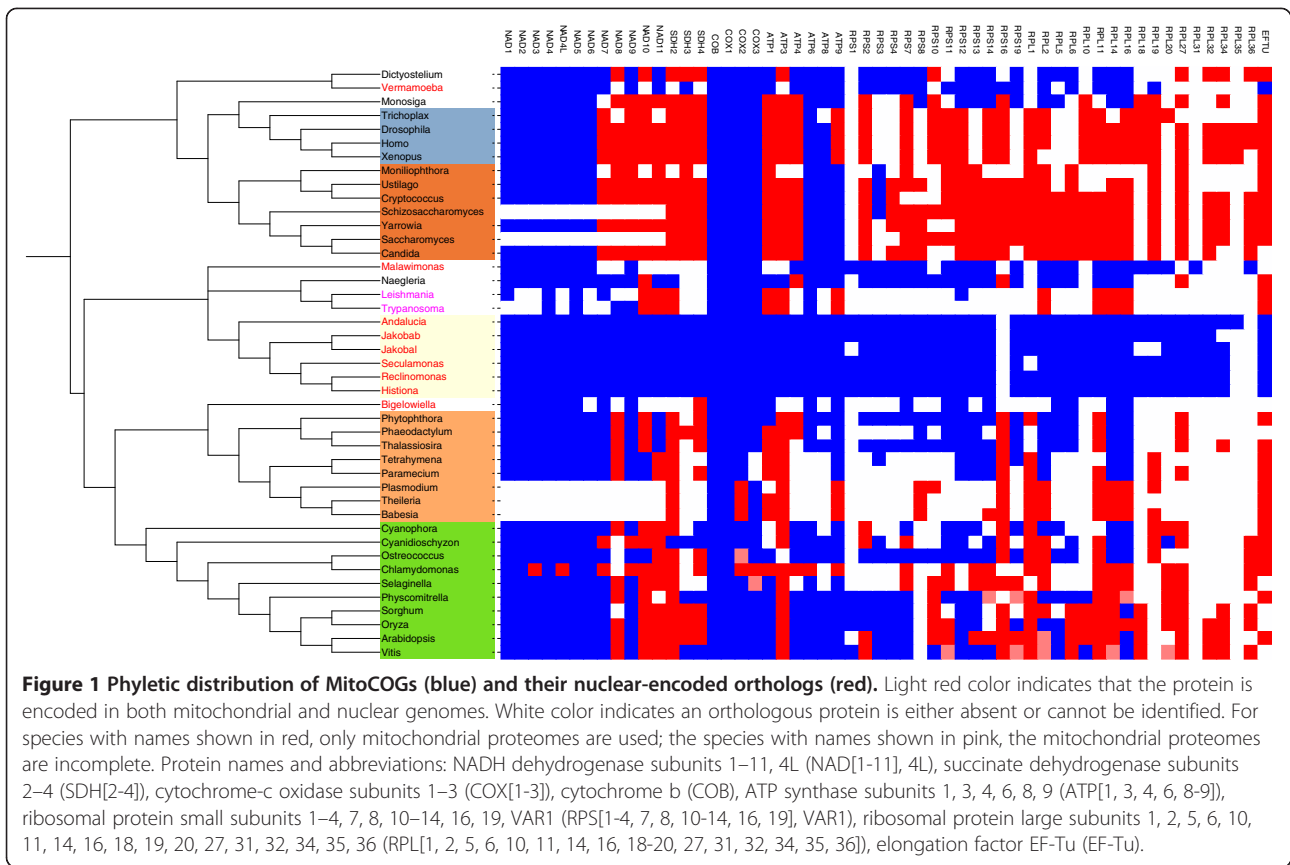 NAD1 NAD2 NAD3 NAD4 NAD4L NAD5 NAD6 NAD7 NAD8 NAD9 NAD10 NAD11 SDH2 SDH3 SDH4 COB COX1 COX2 COX3 ATP1 ATP3 ATP4 ATP6 ATP8 ATP9 RPS1 RPS2 RPS3 RPS4 RPS7 RPS8 RPS10 RPS11 RPS12 RPS13 RPS14 RPS16 RPS19 RPL1 RPL2 RPL5 RPL6 RPL10 RPL11 RPL14 RPL16 RPL18 RPL19 RPL20 RPL27 RPL31 RPL32 RPL34 RPL35 RPL36 EFTU
Dictyostelium
Vermamoeba
Monosiga
Trichoplax
Drosophila
Homo
Xenopus
Moniliophthora
Ustilago
Cryptococcus
Schizosaccharomyces
Yarrowia
Saccharomyces
Candida
Malawimonas
Naegleria
Leishmania
Trypanosoma
Andalucia
Jakobab
Jakobal
Seculamonas
Reclinomonas
Histiona
Bigelowiella
Phytophthora
Phaeodactylum
Thalassiosira
Tetrahymena
Paramecium
Plasmodium
Theileria
Babesia
Cyanophora
Cyanidioschyzon
Ostreococcus
Chlamydomonas
Selaginella
Physcomitrella
Sorghum
Oryza
Arabidopsis
Vitis
Figure 1 Phyletic distribution of MitoCOGs (blue) and their nuclear-encoded orthologs (red). Light red color indicates that the protein is
encoded in both mitochondrial and nuclear genomes. White color indicates an orthologous protein is either absent or cannot be identified. For
species with names shown in red, only mitochondrial proteomes are used; the species with names shown in pink, the mitochondrial proteomes
are incomplete. Protein names and abbreviations: NADH dehydrogenase subunits 1–11, 4L (NAD[1-11], 4L), succinate dehydrogenase subunits
2–4 (SDH[2-4]), cytochrome-c oxidase subunits 1–3 (COX[1-3]), cytochrome b (COB), ATP synthase subunits 1, 3, 4, 6, 8, 9 (ATP[1, 3, 4, 6, 8-9]),
ribosomal protein small subunits 1–4, 7, 8, 10–14, 16, 19, VAR1 (RPS[1-4, 7, 8, 10-14, 16, 19], VAR1), ribosomal protein large subunits 1, 2, 5, 6, 10,
11, 14, 16, 18, 19, 20, 27, 31, 32, 34, 35, 36 (RPL[1, 2, 5, 6, 10, 11, 14, 16, 18-20, 27, 31, 32, 34, 35, 36]), elongation factor EF-Tu (EF-Tu).